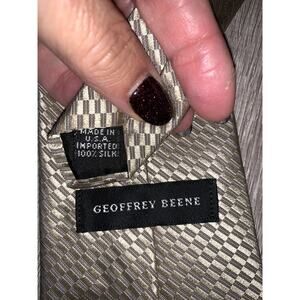 MADE IN
U.S.A.
IMPORTED
100% SILK
GEOFFREY BEENE